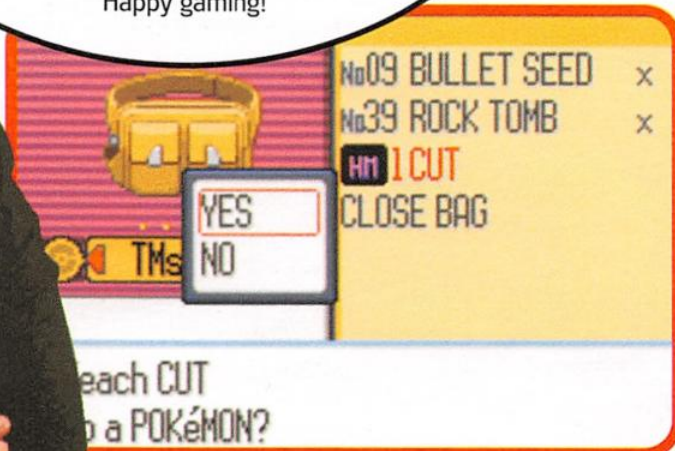 Happy gaming!
No09 BULLET SEED x
No39 ROCK TOMB x
HM 1 CUT
CLOSE BAG
YES
NO
TMs
each CUT
a POKéMON?